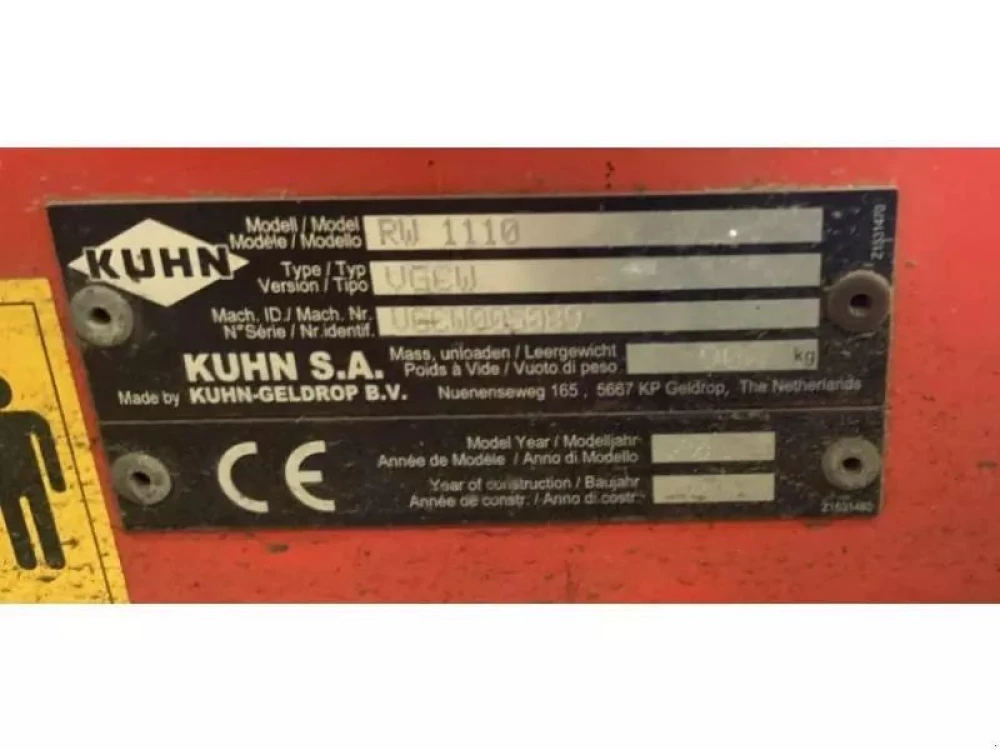 KUHN
Modell / Model RW 1110
Modèle / Modello
Type / Typ VGEW
Version / Tipo
Mach. ID./ Mach. Nr.
N°Série / Nr.identif.
KUHN S.A.
Mass, unloaden / Leergewicht kg
Poids à Vide / Vuoto di peso
Made by KUHN-GELDROP B.V. Nuenenseweg 165 , 5667 KP Geldrop, The Netherlands
CE
Model Year / Modelljahr
Année de Modèle / Anno di Modello
Year of construction / Baujahr
Année de constr. / Anno di costr.
Z1531470
Z1531480